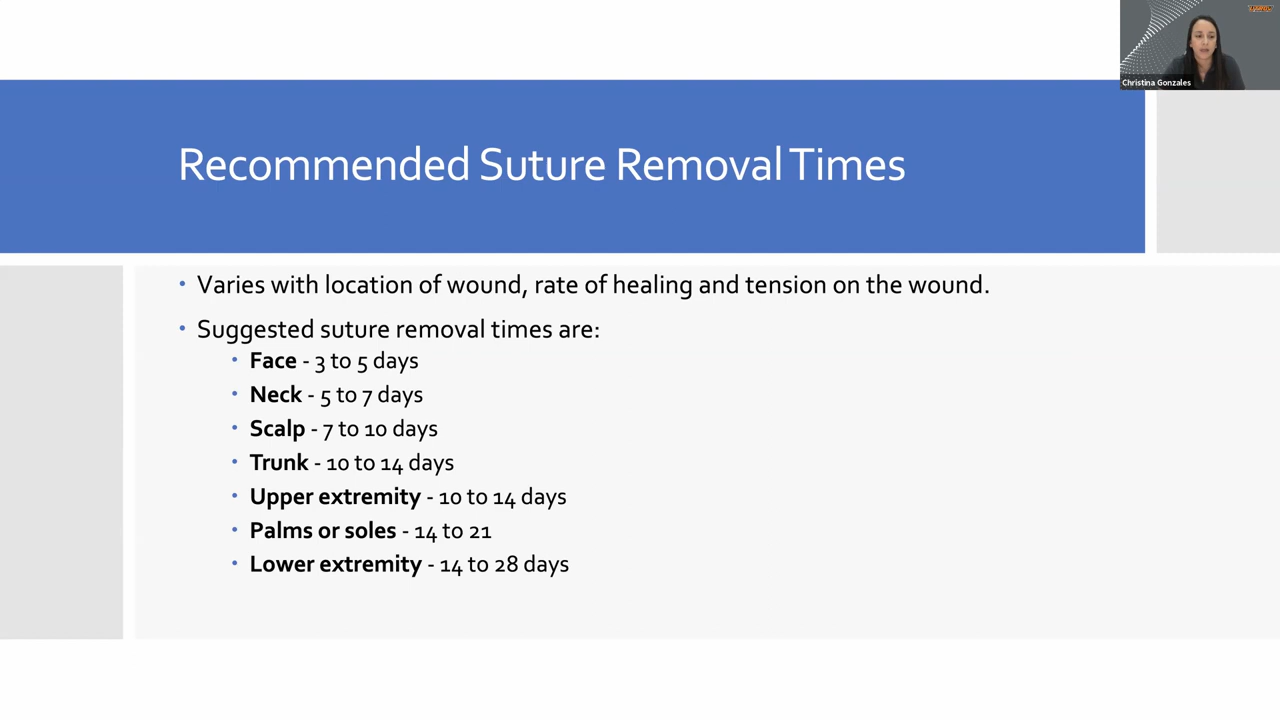 Christina Gonzales
Recommended Suture Removal Times
• Varies with location of wound, rate of healing and tension on the wound.
• Suggested suture removal times are:
• Face - 3 to 5 days
• Neck - 5 to 7 days
• Scalp - 7 to 10 days
• Trunk - 10 to 14 days
• Upper extremity - 10 to 14 days
• Palms or soles - 14 to 21
• Lower extremity - 14 to 28 days